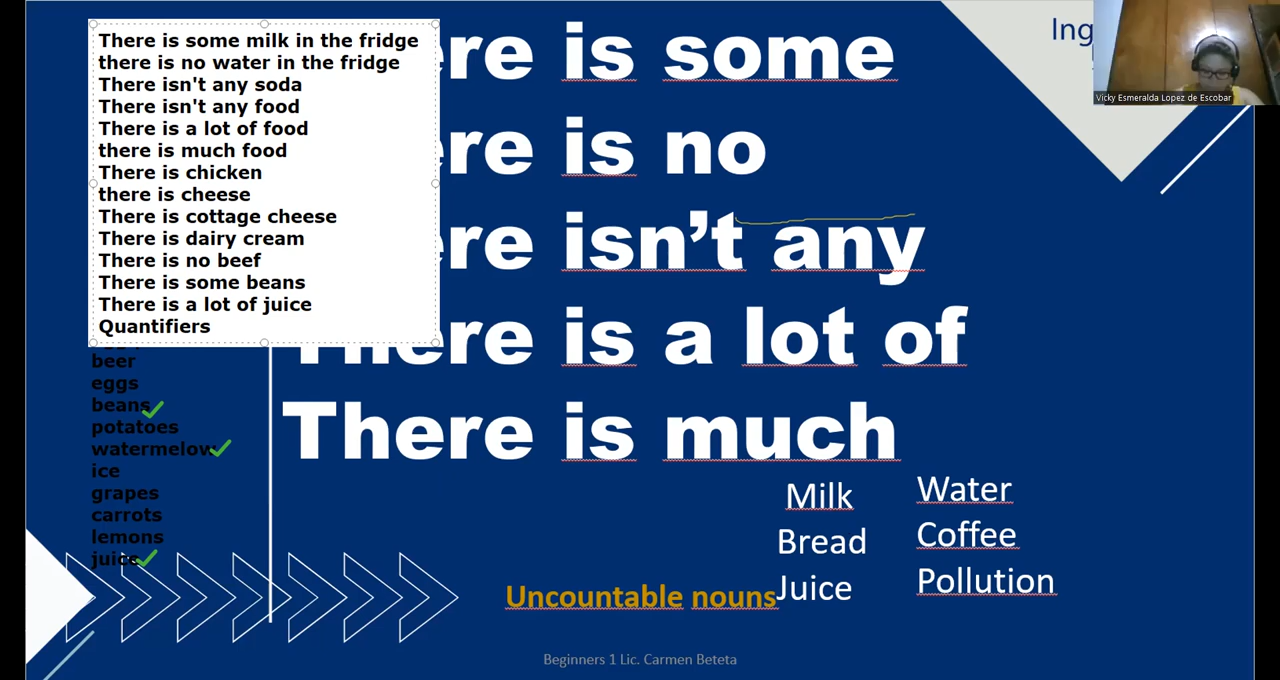 There is some milk in the fridge
there is no water in the fridge
There isn't any soda
There isn't any food
There is a lot of food
there is much food
There is chicken
there is cheese
There is cottage cheese
There is dairy cream
There is no beef
There is some beans
There is a lot of juice
Quantifiers
beer
eggs
beans
potatoes
watermelow
ice
grapes
carrots
lemons
juice
ere is some
ere is no
ere isn’t any
There is a lot of
There is much
Milk
Bread
Juice
Water
Coffee
Pollution
Uncountable nouns
Beginners 1 Lic. Carmen Beteta
Ing
Vicky Esmeralda Lopez de Escobar